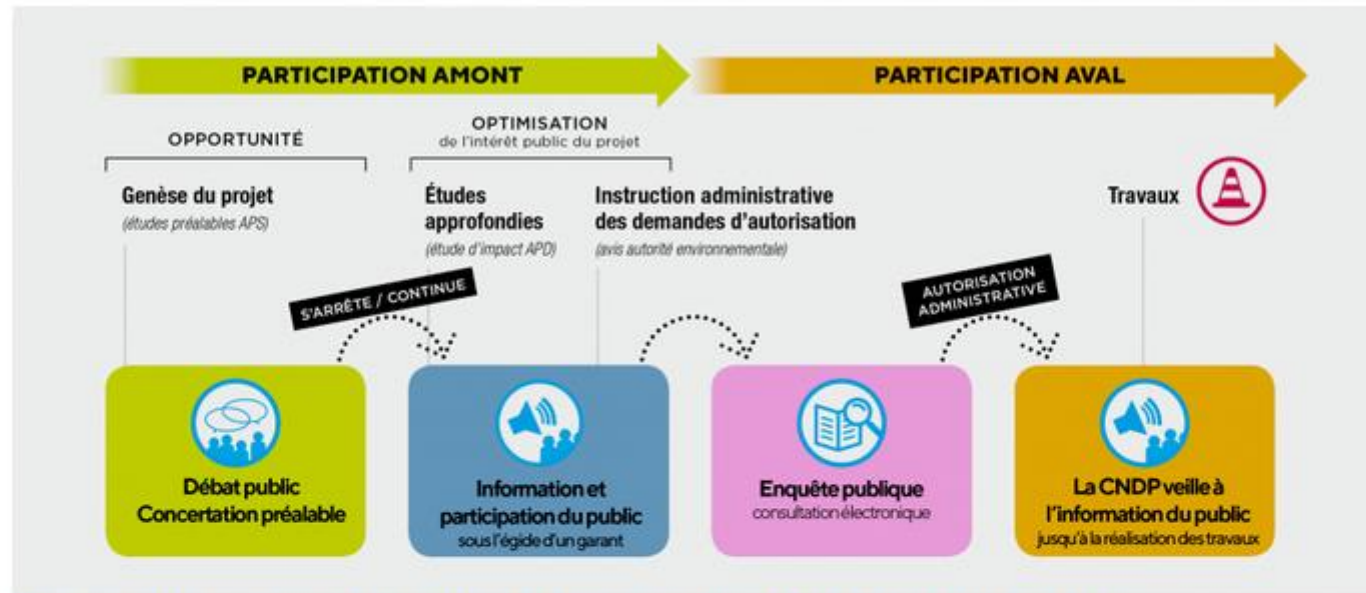 PARTICIPATION AMONT
PARTICIPATION AVAL
OPPORTUNITÉ
OPTIMISATION
de l'intérêt public du projet
Genèse du projet
(études préalables APS)
Études
approfondies
(étude d'impact APD)
Instruction administrative
des demandes d'autorisation
(avis autorité environnementale)
Travaux
S'ARRÊTE / CONTINUE
AUTORISATION
ADMINISTRATIVE
Débat public
Concertation préalable
Information et
participation du public
sous l'égide d'un garant
Enquête publique
consultation électronique
La CNDP veille à
l'information du public
jusqu'à la réalisation des travaux